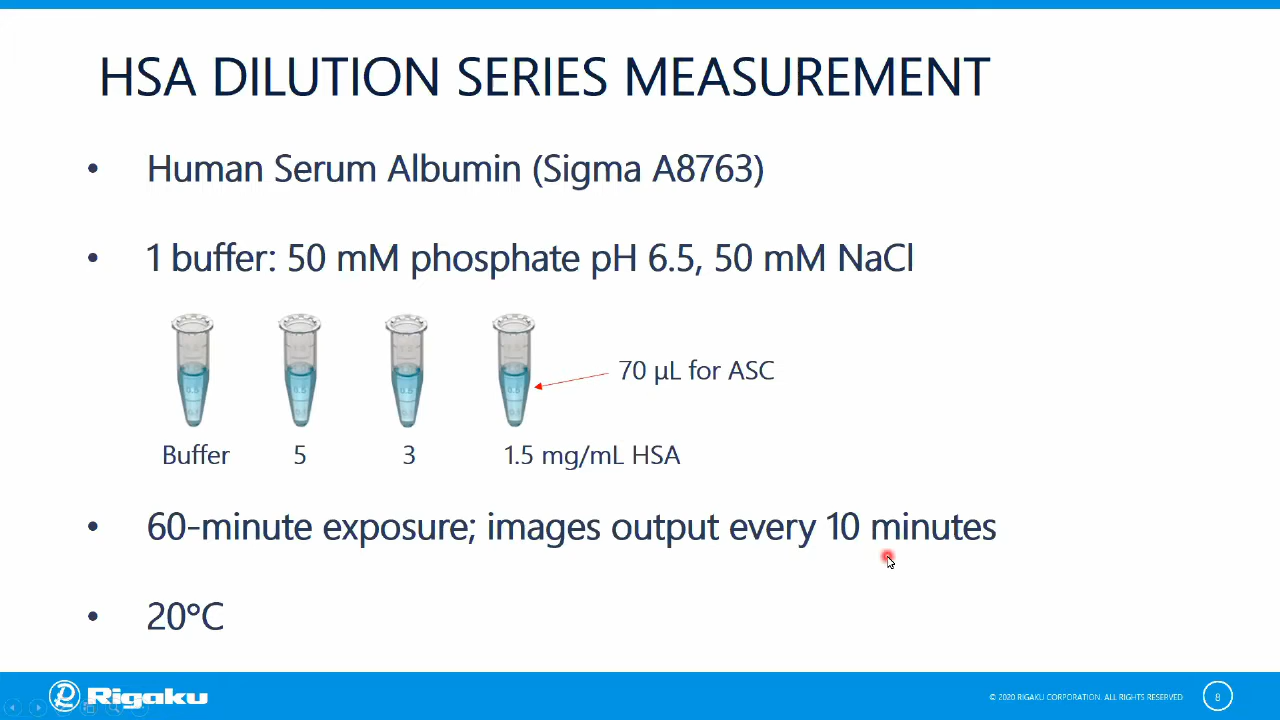 HSA DILUTION SERIES MEASUREMENT
• Human Serum Albumin (Sigma A8763)
• 1 buffer: 50 mM phosphate pH 6.5, 50 mM NaCl
70 µL for ASC
Buffer 5 3 1.5 mg/mL HSA
• 60-minute exposure; images output every 10 minutes
• 20°C
Rigaku
© 2020 RIGAKU CORPORATION. ALL RIGHTS RESERVED 8